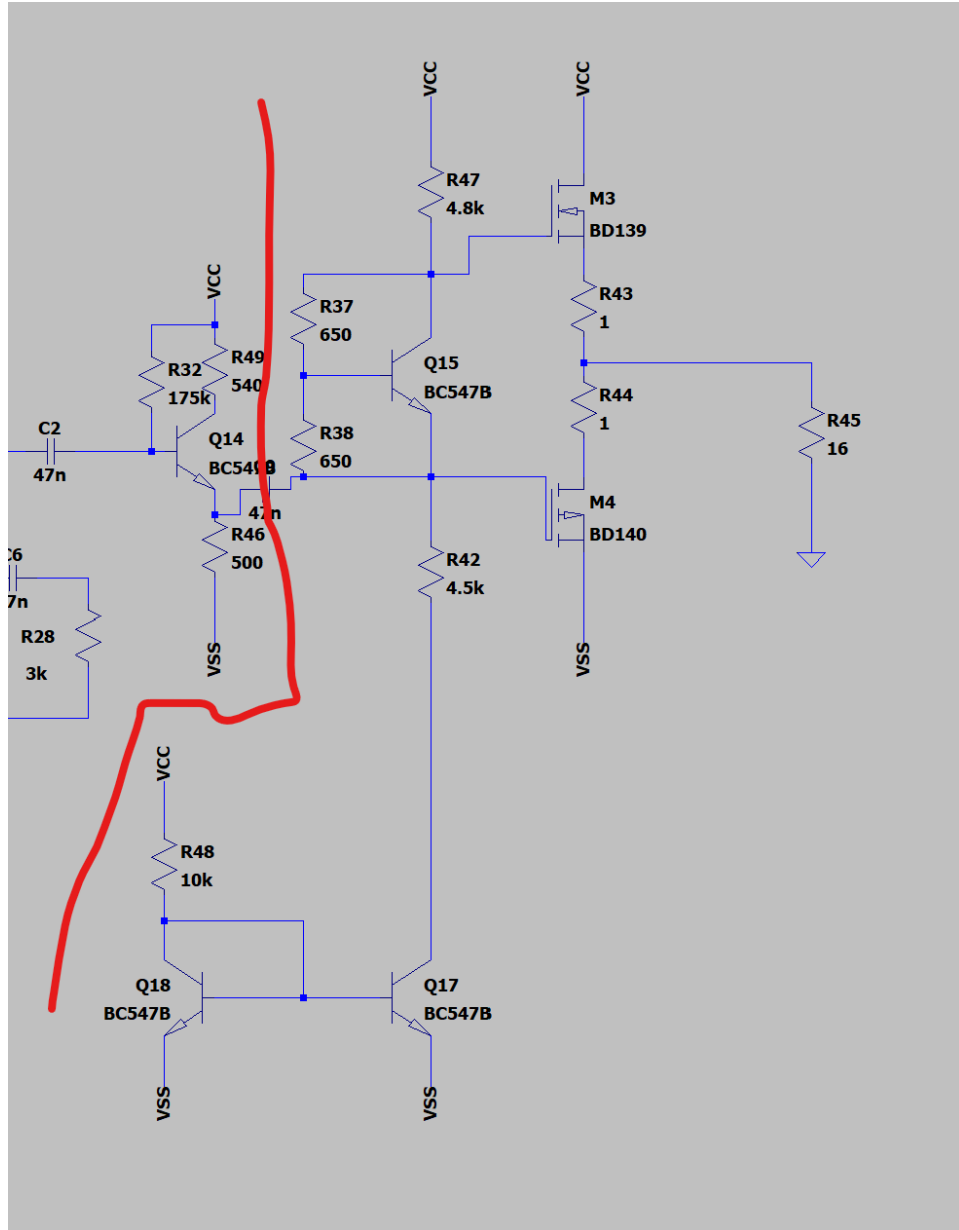 VCC
VCC
R47
4.8k
M3
BD139
VCC
R37
650
R43
1
R49
540
R32
175k
Q15
BC547B
R44
1
R45
16
C2
47n
Q14
R38
650
M4
BD140
47n
R46
500
R42
4.5k
R28
3k
VSS
VSS
VCC
R48
10k
Q18
BC547B
Q17
BC547B
VSS
VSS